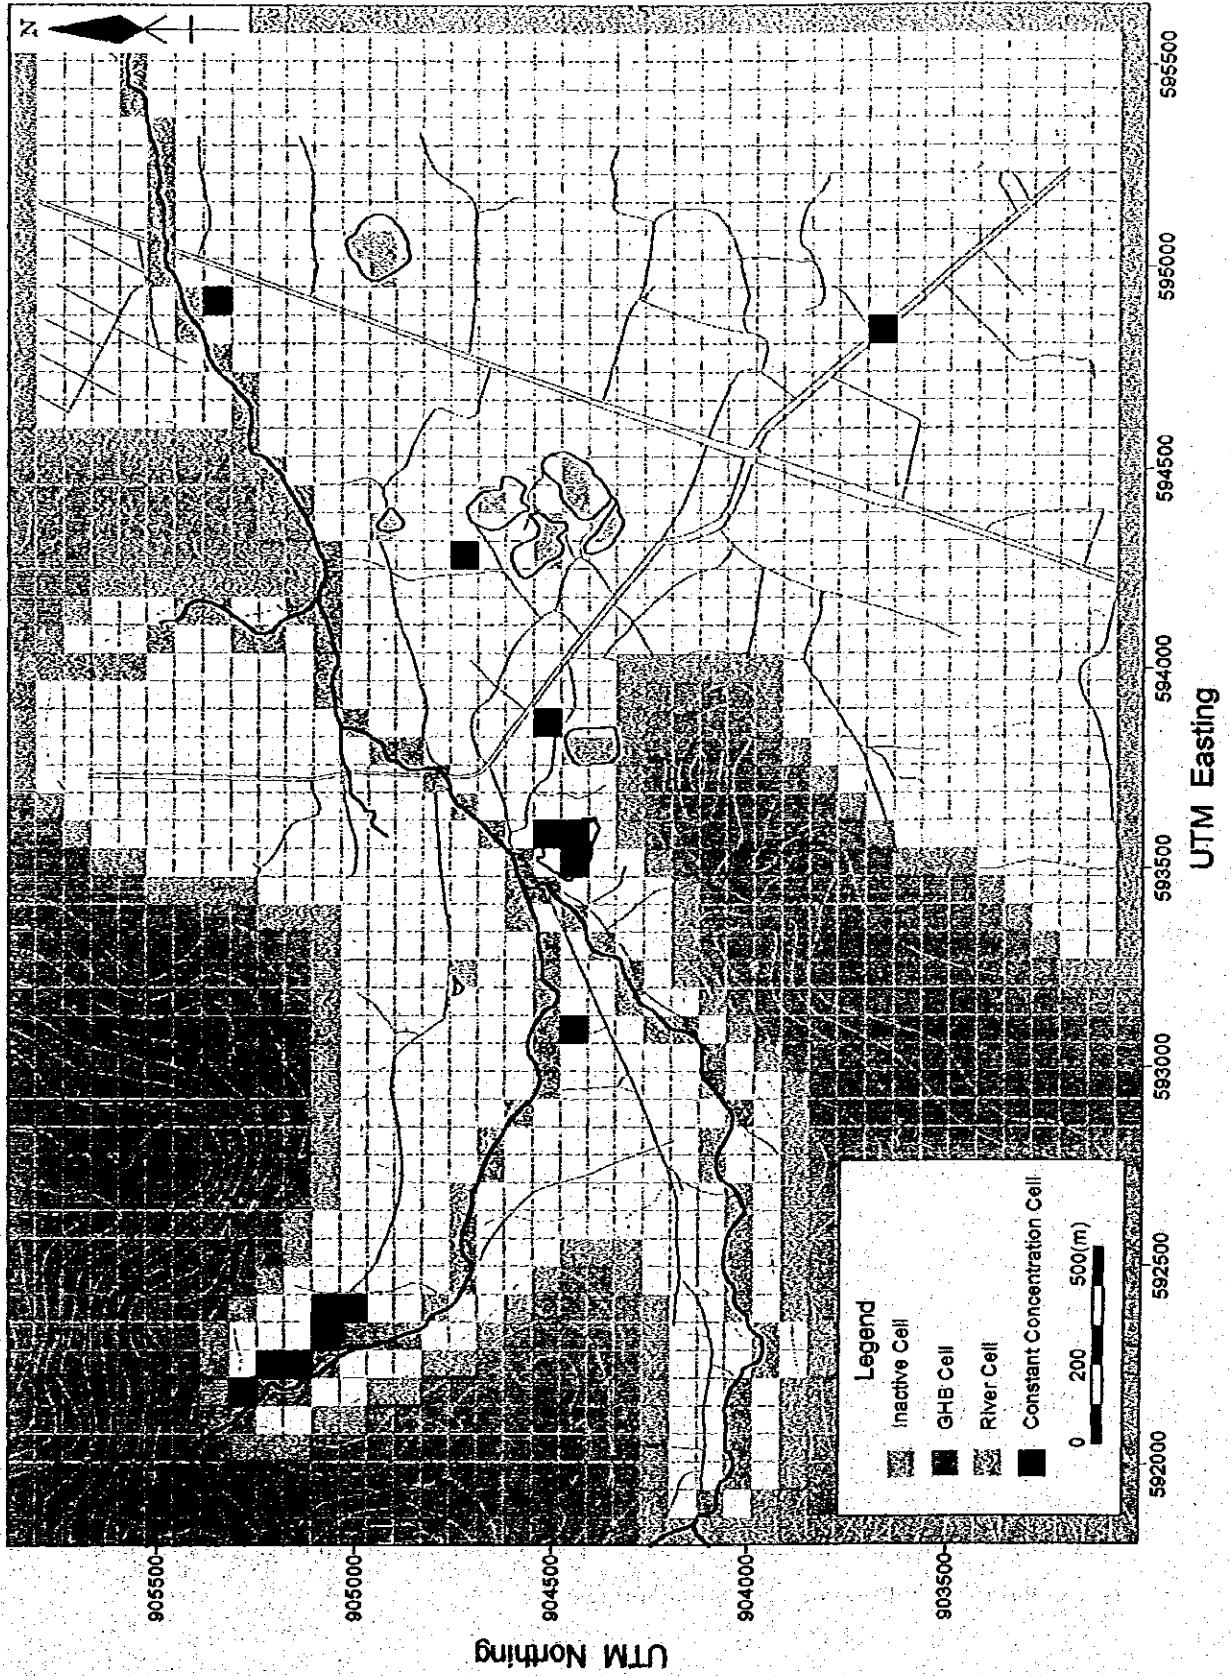 N
UTM Northing
905500
905000
904500
904000
903500
Legend
Inactive Cell
GHB Cell
River Cell
Constant Concentration Cell
0 200 500(m)
592000
592500
593000
593500
594000
594500
595000
595500
UTM Easting